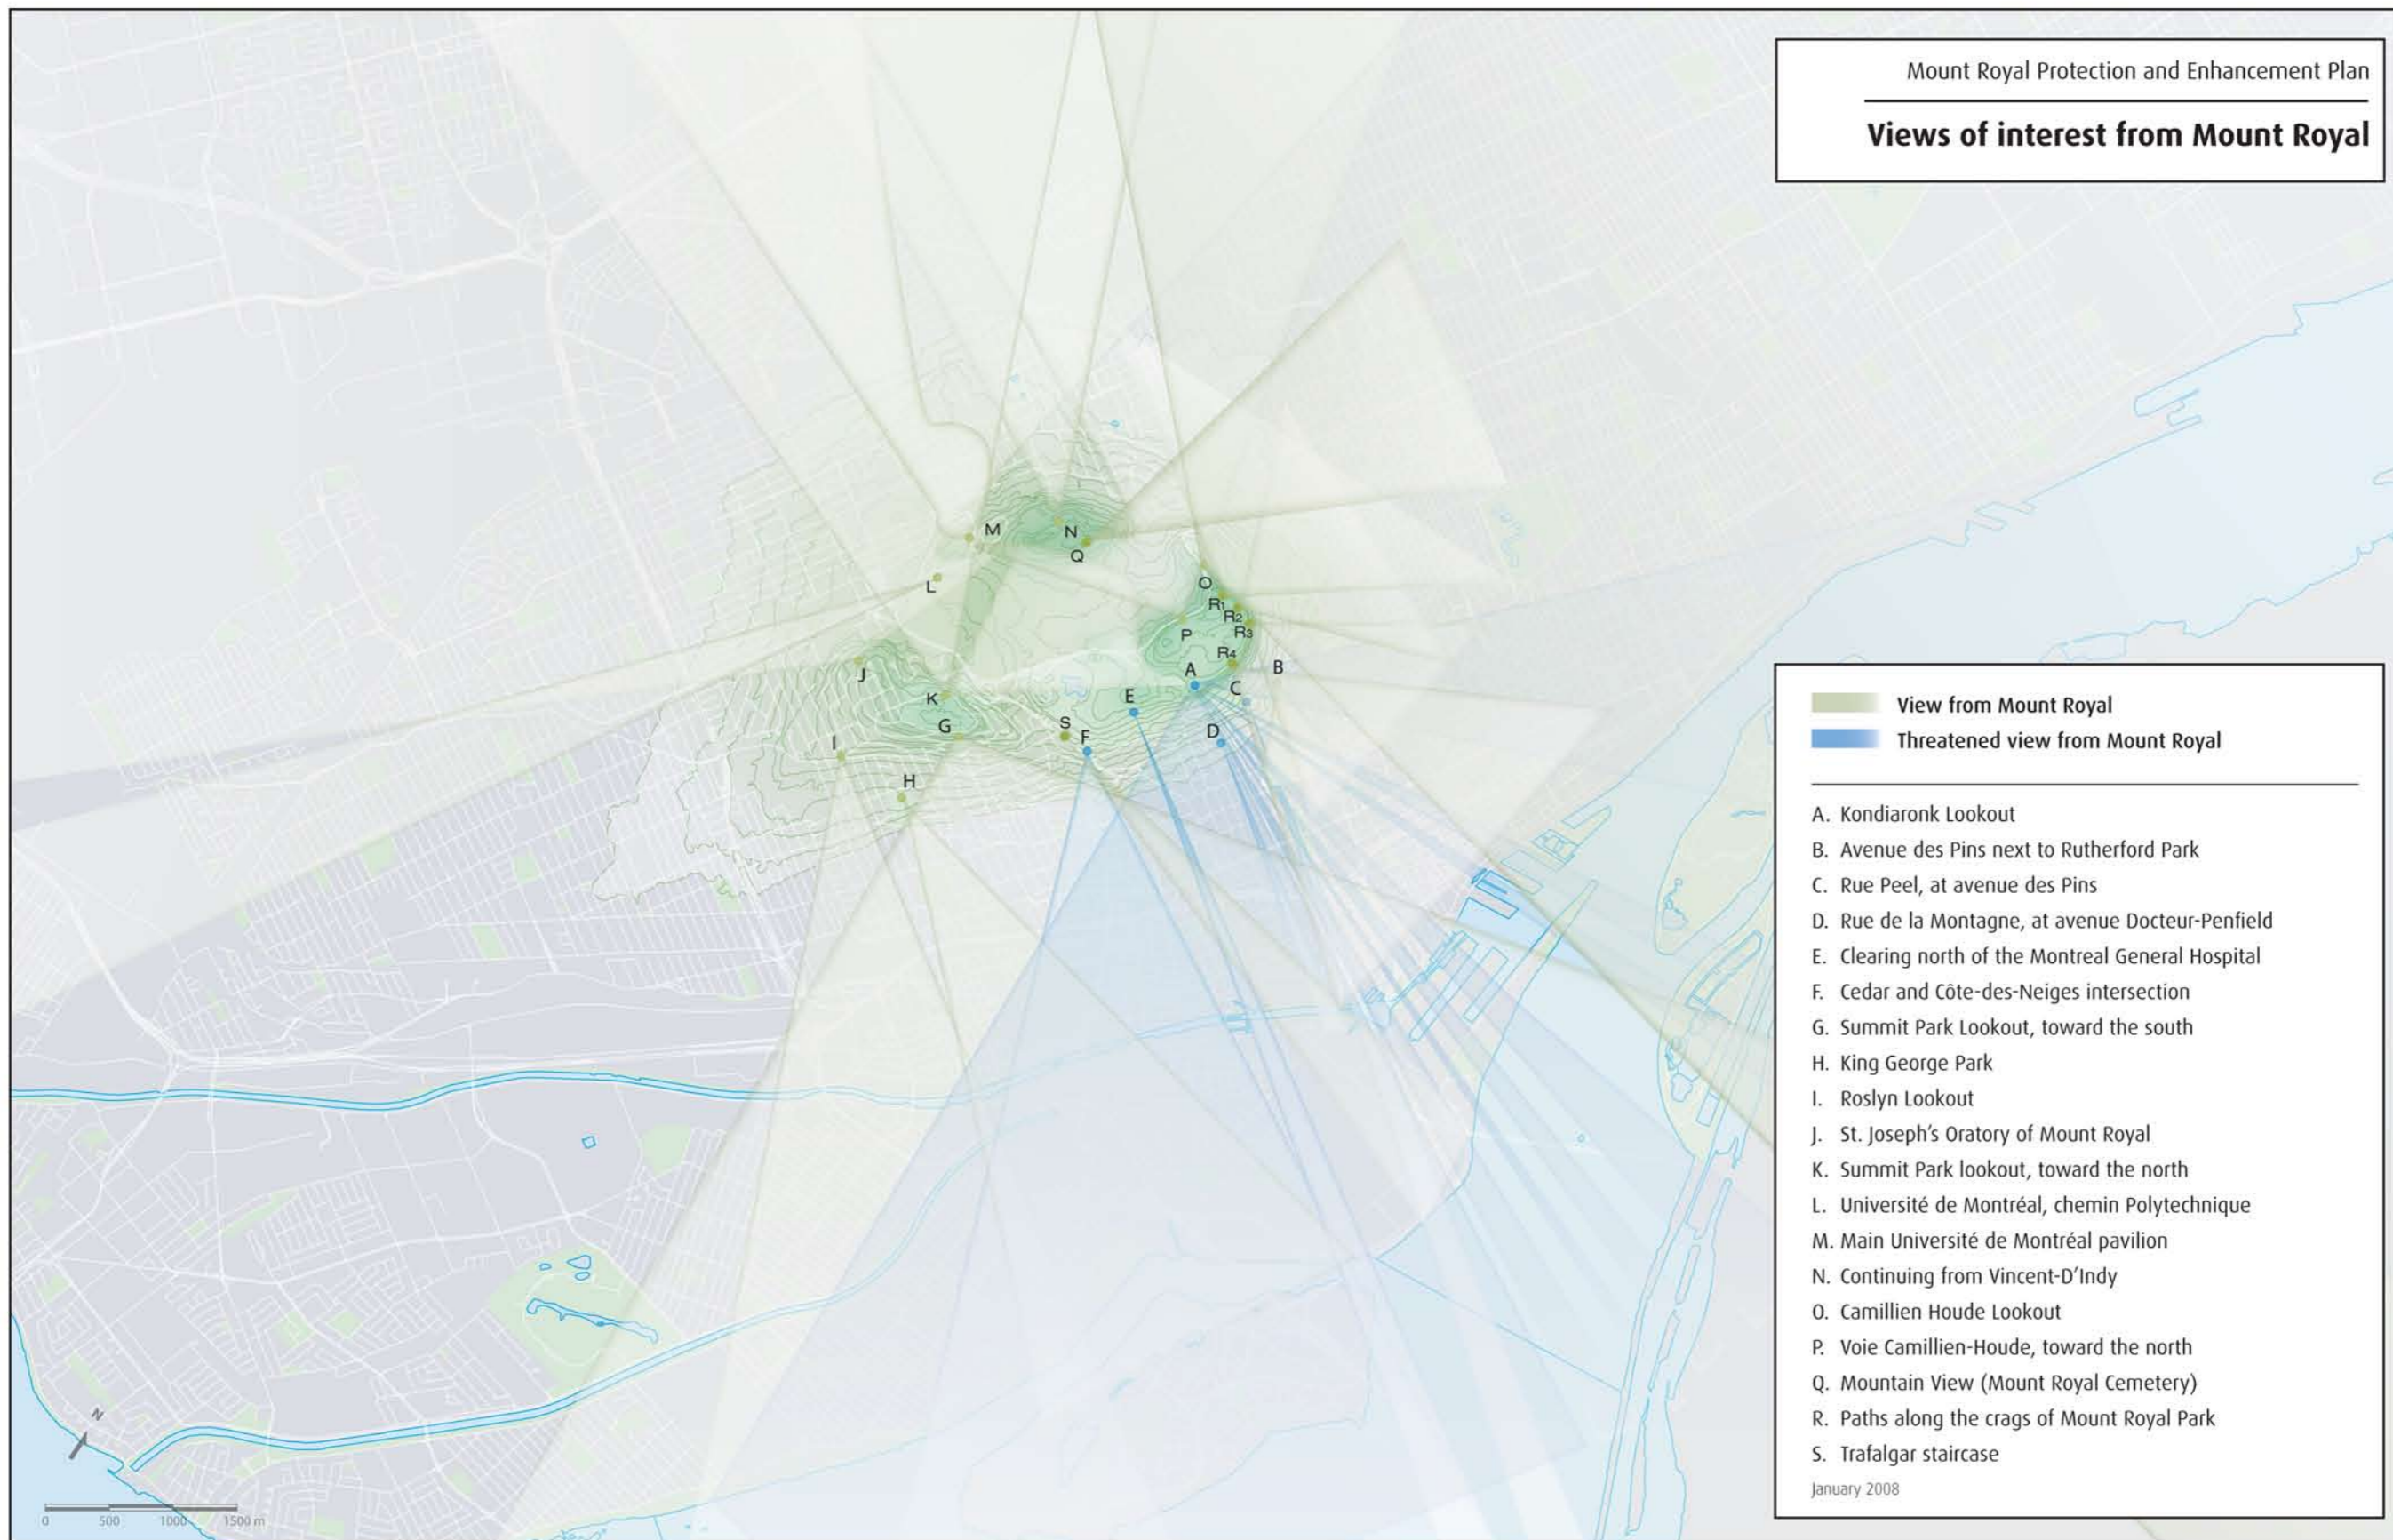 Mount Royal Protection and Enhancement Plan
Views of interest from Mount Royal
M
N
Q
L
O
R1
R2
P
R3
J
R4
A
B
K
E
C
G
S
D
I
F
H
View from Mount Royal
Threatened view from Mount Royal
A. Kondiaronk Lookout
B. Avenue des Pins next to Rutherford Park
C. Rue Peel, at avenue des Pins
D. Rue de la Montagne, at avenue Docteur-Penfield
E. Clearing north of the Montreal General Hospital
F. Cedar and Côte-des-Neiges intersection
G. Summit Park Lookout, toward the south
H. King George Park
I. Roslyn Lookout
J. St. Joseph's Oratory of Mount Royal
K. Summit Park lookout, toward the north
L. Université de Montréal, chemin Polytechnique
M. Main Université de Montréal pavilion
N. Continuing from Vincent-D'Indy
O. Camillien Houde Lookout
P. Voie Camillien-Houde, toward the north
Q. Mountain View (Mount Royal Cemetery)
R. Paths along the crags of Mount Royal Park
S. Trafalgar staircase
January 2008
N
0 500 1000 1500 m